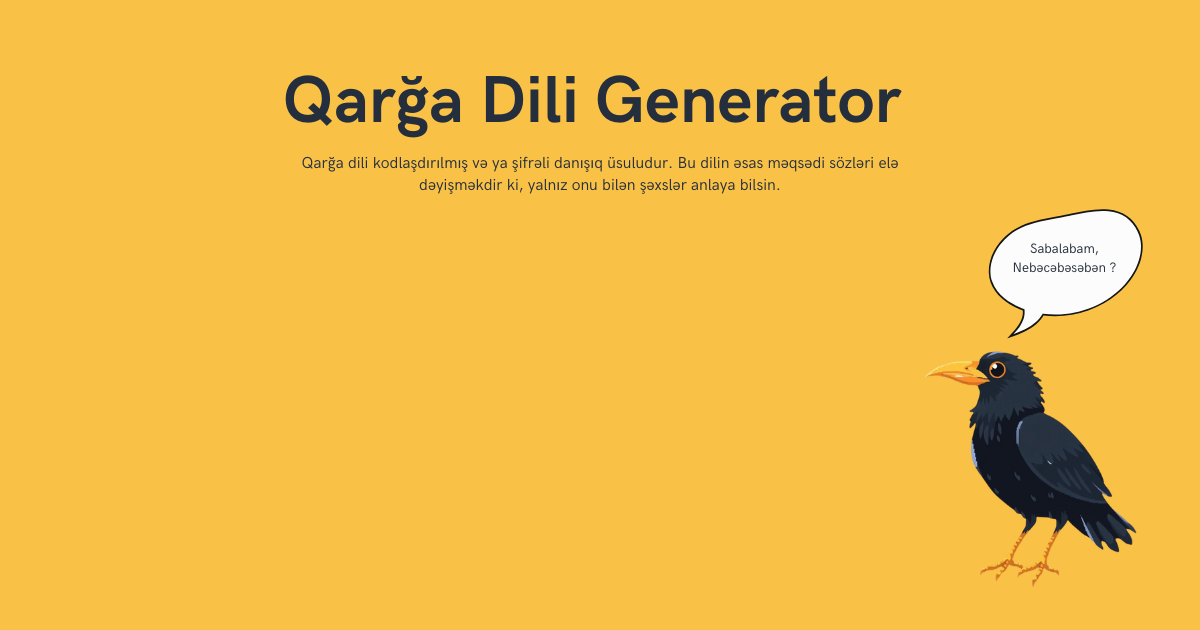 Qarğa Dili Generator
Qarğa dili kodlaşdırılmış və ya şifrəli danışıq üsuludur. Bu dilin əsas məqsədi sözləri elə
dəyişməkdir ki, yalnız onu bilən şəxslər anlaya bilsin.
Sabalabam,
Nebəcəbəsəbən ?